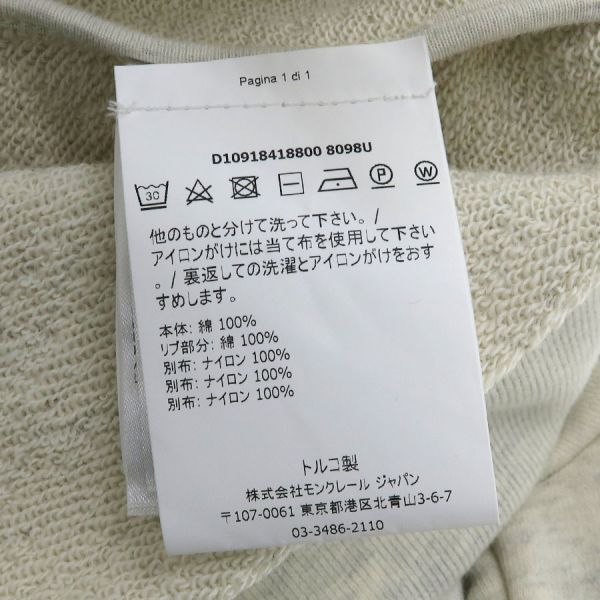 Pagina 1 di 1
D10918418800 8098U
30 P W
他のものと分けて洗って下さい。/
アイロンがけには当て布を使用して下さい
。/ 裏返しての洗濯とアイロンがけをおす
すめします。
本体: 綿 100%
リブ部分: 綿 100%
別布: ナイロン 100%
別布: ナイロン 100%
別布: ナイロン 100%
トルコ製
株式会社モンクレール ジャパン
〒107-0061 東京都港区北青山3-6-7
03-3486-2110